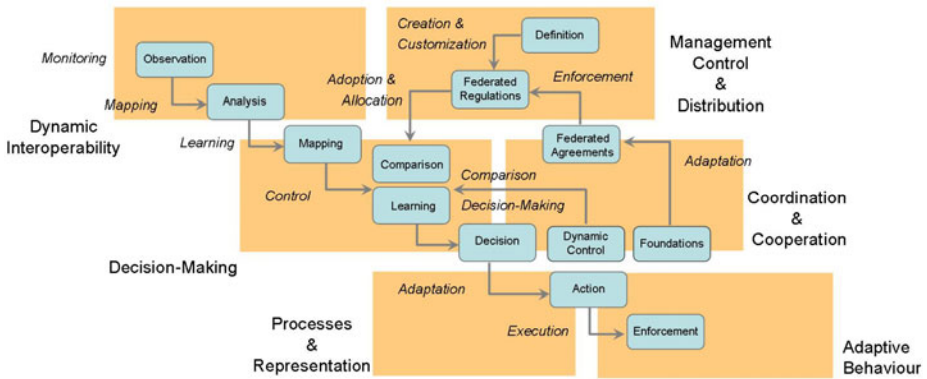 Creation &
Customization
Definition
Management
Control
&
Distribution
Monitoring
Observation
Adoption &
Allocation
Federated
Regulations
Enforcement
Mapping
Analysis
Dynamic
Interoperability
Learning
Mapping
Federated
Agreements
Adaptation
Comparison
Comparison
Control
Learning
Decision-Making
Coordination
&
Cooperation
Decision
Dynamic
Control
Foundations
Decision-Making
Adaptation
Action
Processes
&
Representation
Execution
Enforcement
Adaptive
Behaviour